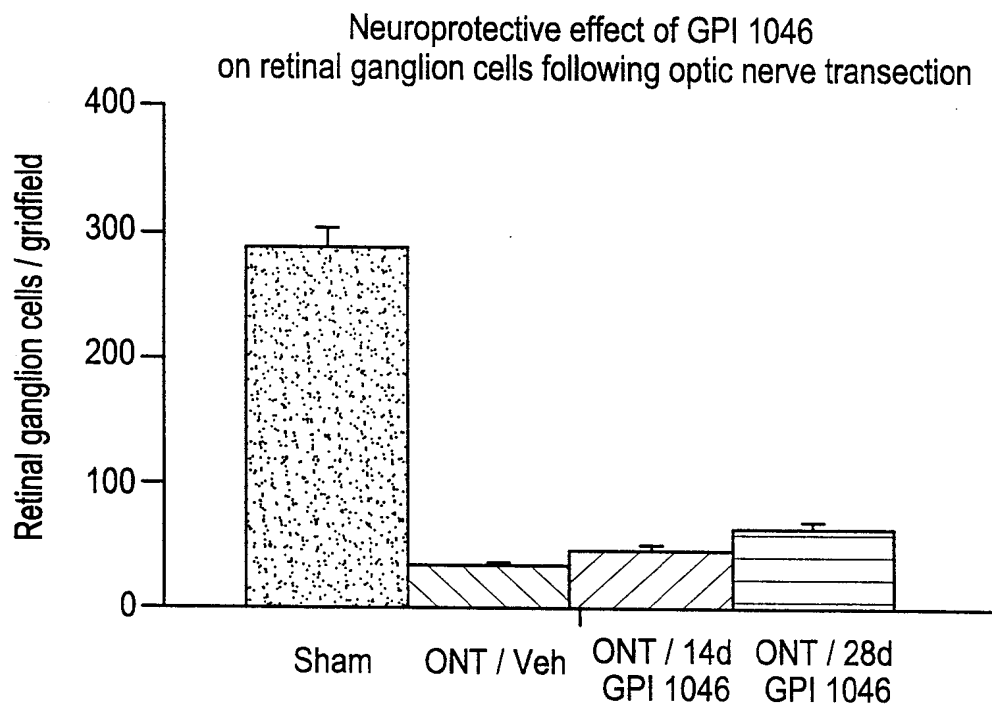 Neuroprotective effect of GPI 1046
on retinal ganglion cells following optic nerve transection
Retinal ganglion cells / gridfield
400
300
200
100
0
Sham
ONT / Veh
ONT / 14d
GPI 1046
ONT / 28d
GPI 1046